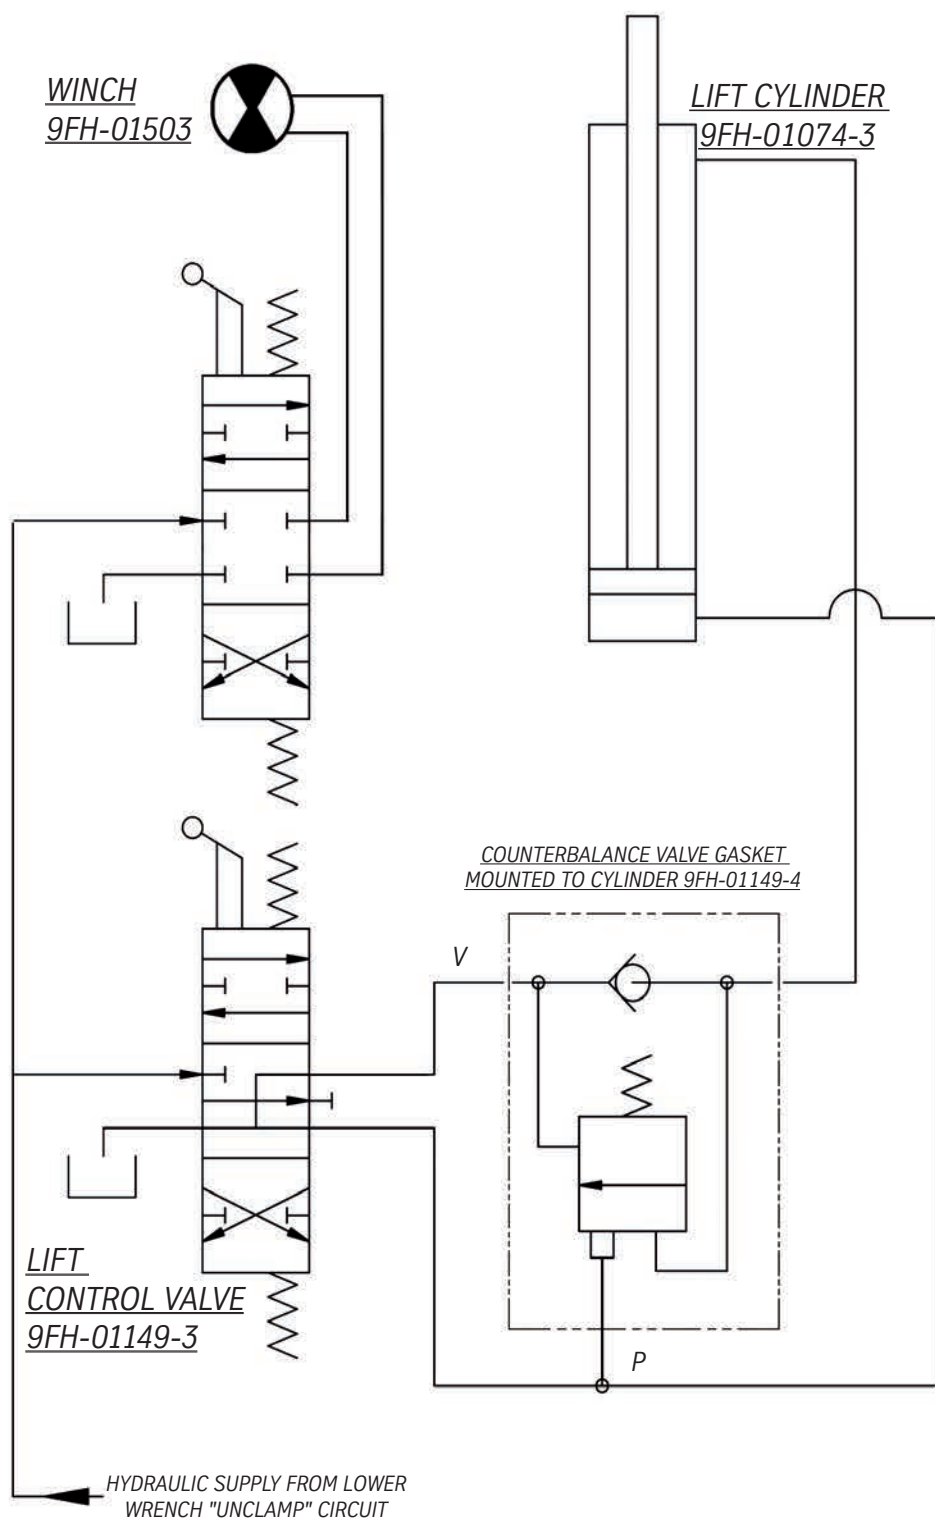 WINCH
9FH-01503
LIFT CYLINDER
9FH-01074-3
COUNTERBALANCE VALVE GASKET
MOUNTED TO CYLINDER 9FH-01149-4
V
LIFT
CONTROL VALVE
9FH-01149-3
P
HYDRAULIC SUPPLY FROM LOWER
WRENCH "UNCLAMP" CIRCUIT